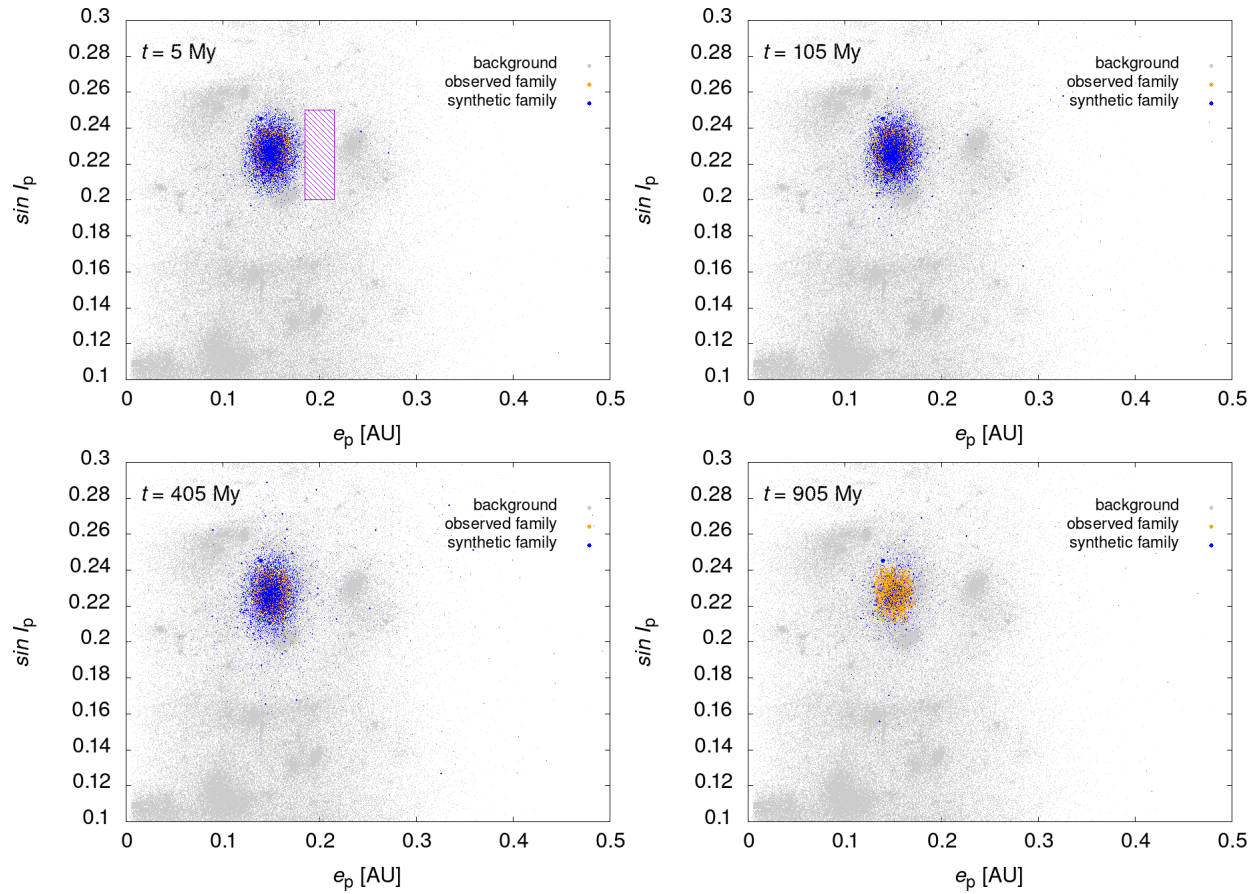 0.3
0.28
0.26
0.24
0.22
0.2
0.18
0.16
0.14
0.12
0.1
sin Ip
t = 5 My
background
observed family
synthetic family
0 0.1 0.2 0.3 0.4 0.5
ep [AU]
0.3
0.28
0.26
0.24
0.22
0.2
0.18
0.16
0.14
0.12
0.1
sin Ip
t = 105 My
background
observed family
synthetic family
0 0.1 0.2 0.3 0.4 0.5
ep [AU]
0.3
0.28
0.26
0.24
0.22
0.2
0.18
0.16
0.14
0.12
0.1
sin Ip
t = 405 My
background
observed family
synthetic family
0 0.1 0.2 0.3 0.4 0.5
ep [AU]
0.3
0.28
0.26
0.24
0.22
0.2
0.18
0.16
0.14
0.12
0.1
sin Ip
t = 905 My
background
observed family
synthetic family
0 0.1 0.2 0.3 0.4 0.5
ep [AU]